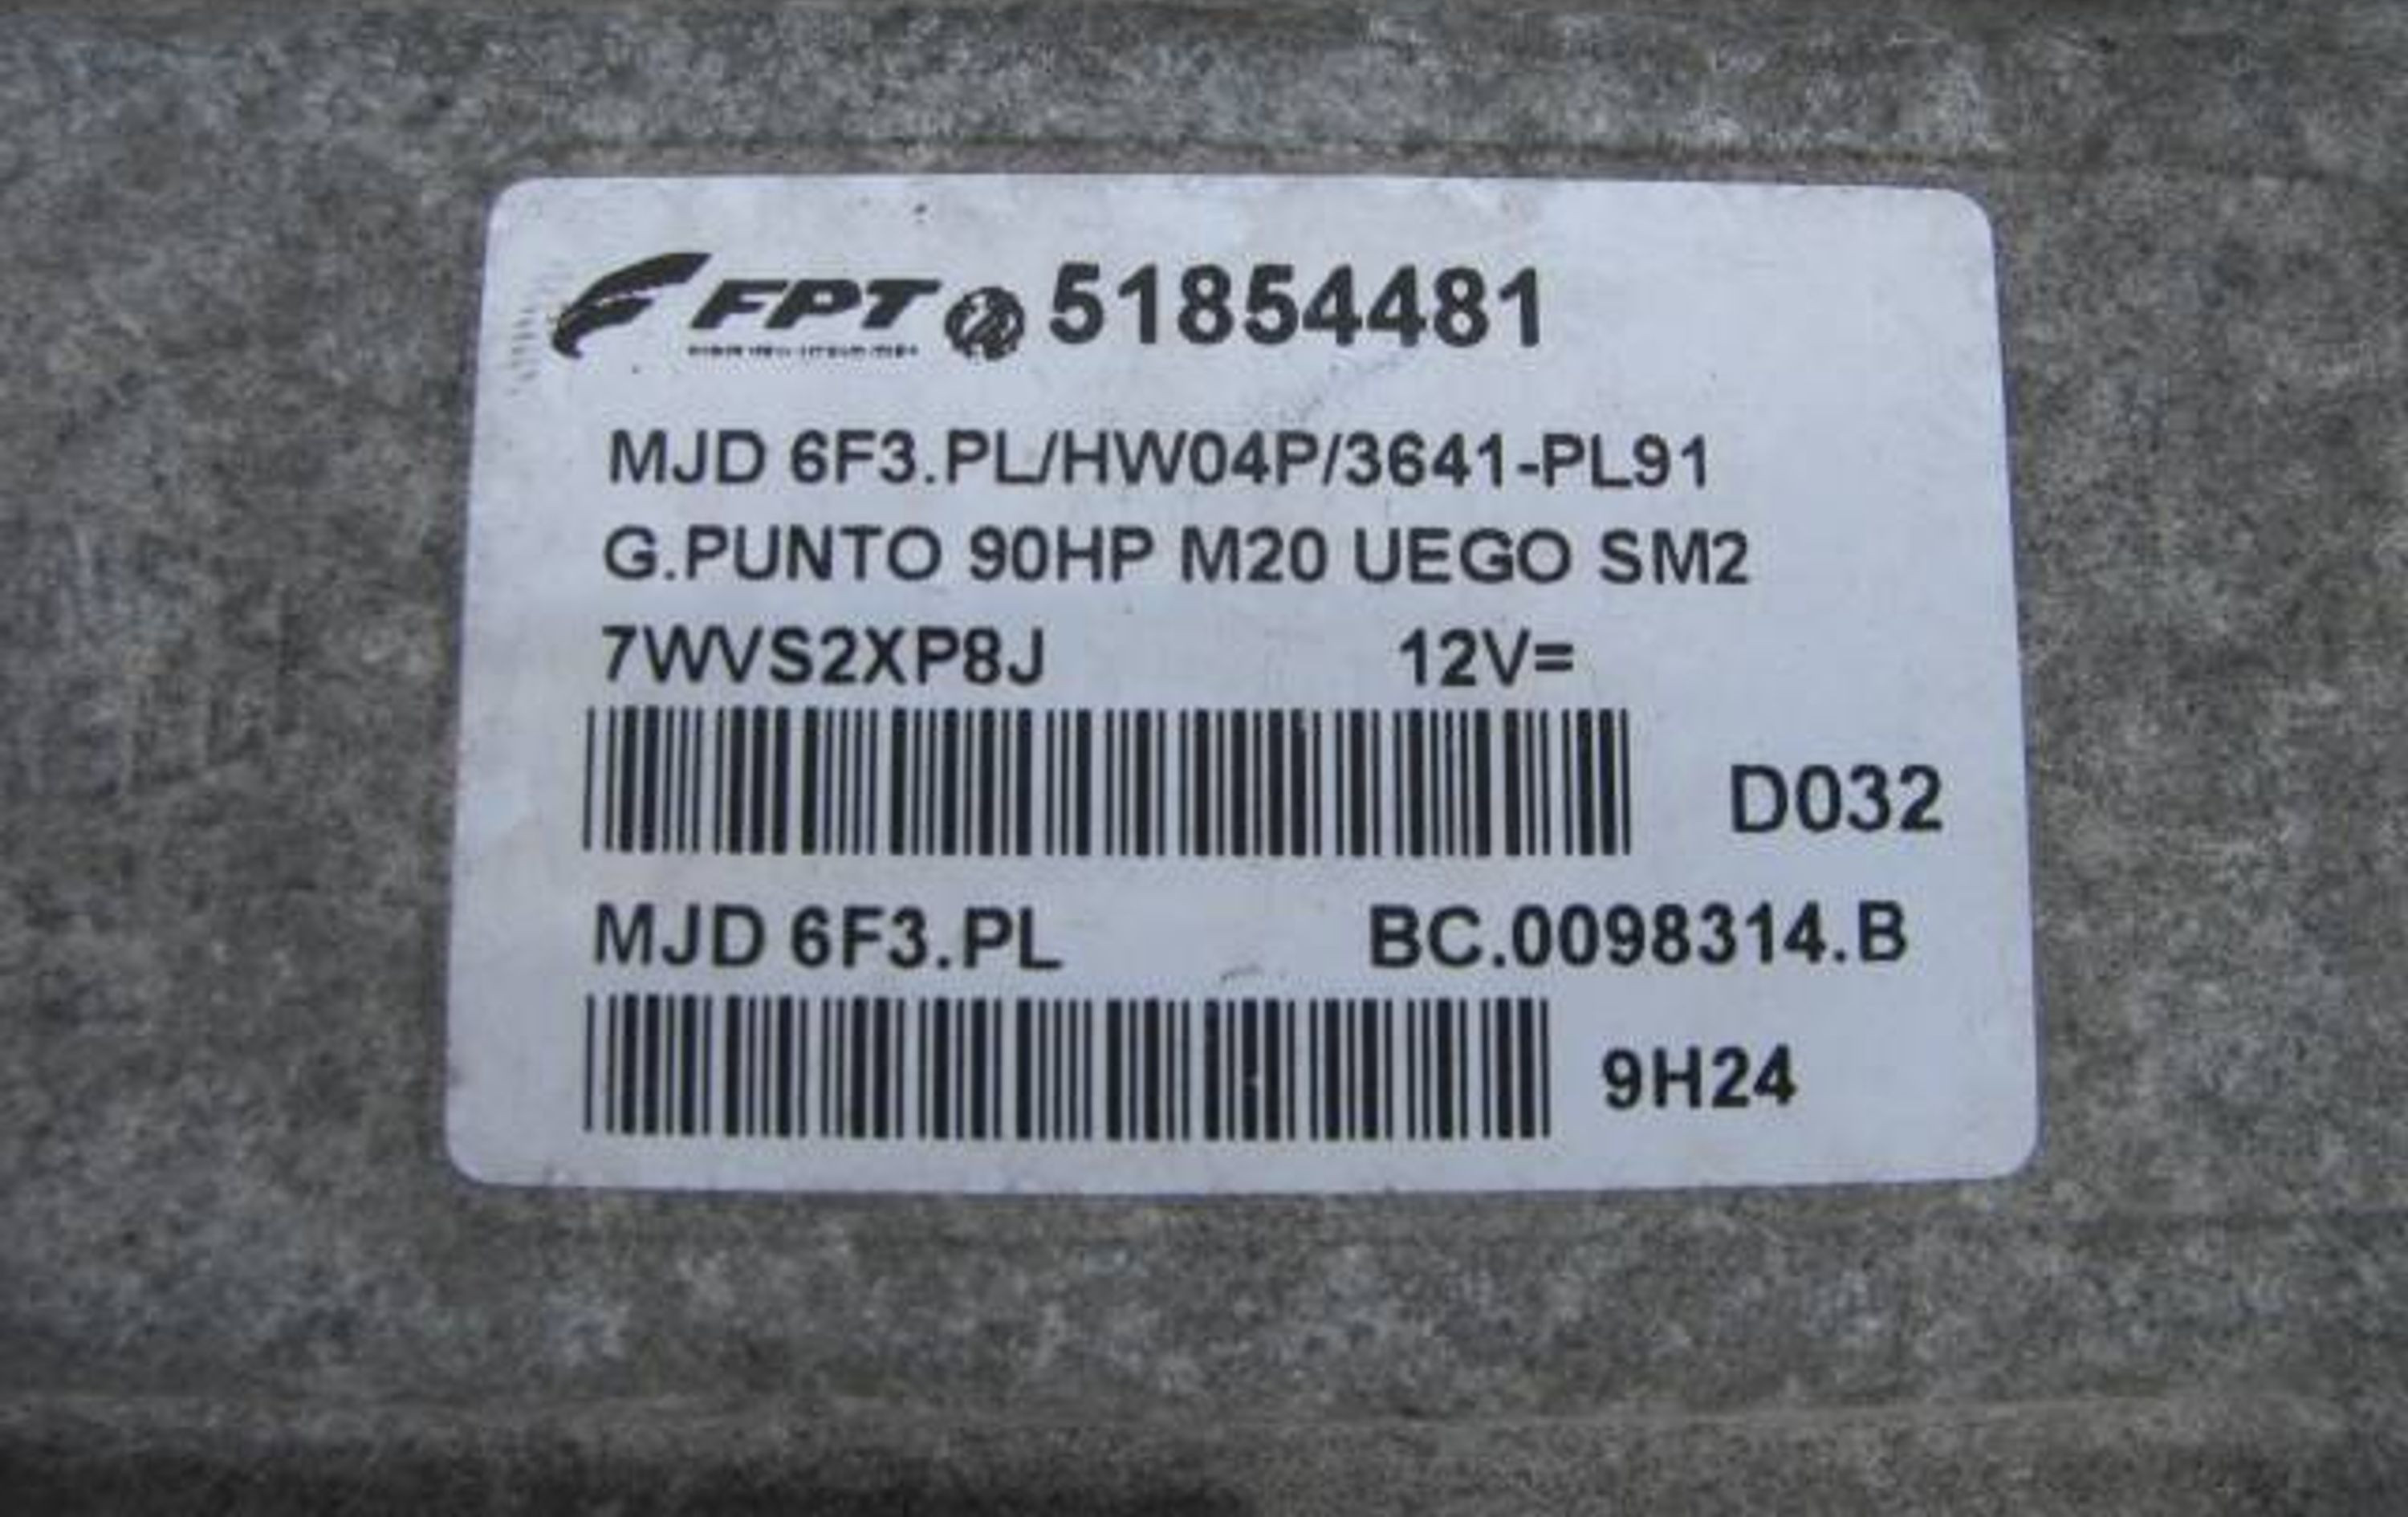 FPT 51854481
MJD 6F3.PL/HW04P/3641-PL91
G.PUNTO 90HP M20 UEGO SM2
7WVS2XP8J 12V=
D032
MJD 6F3.PL BC.0098314.B
9H24